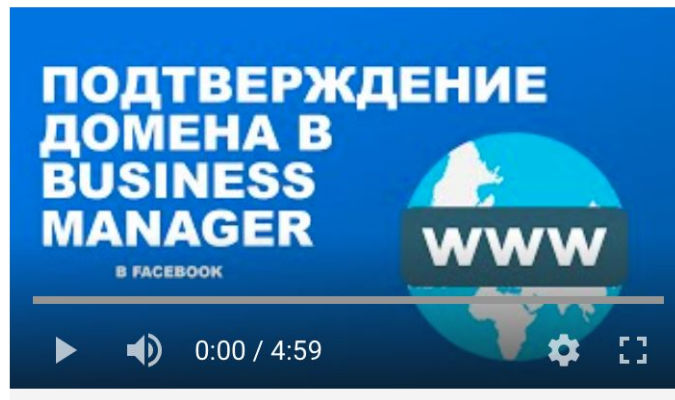 ПОДТВЕРЖДЕНИЕ
ДОМЕНА В
BUSINESS
MANAGER
В FACEBOOK
WWW
0:00 / 4:59